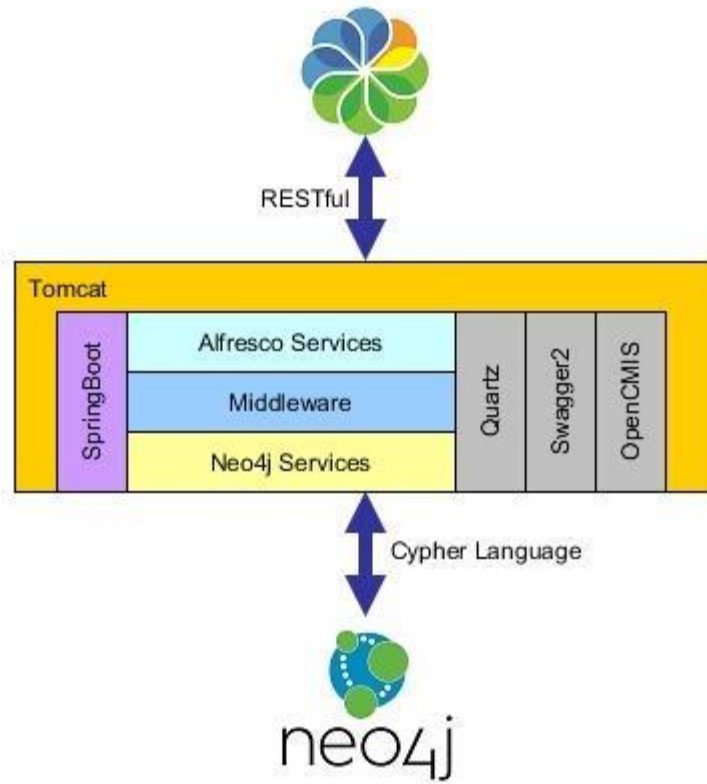 RESTful
Tomcat
SpringBoot
Alfresco Services
Middleware
Neo4j Services
Quartz
Swagger2
OpenCMIS
Cypher Language
neo4j